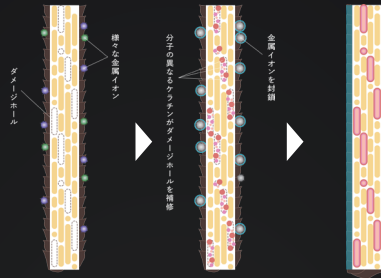 ダメージホール
様々な金属イオン
分子の異なるケラチンがダメージホールを補修
金属イオンを封鎖